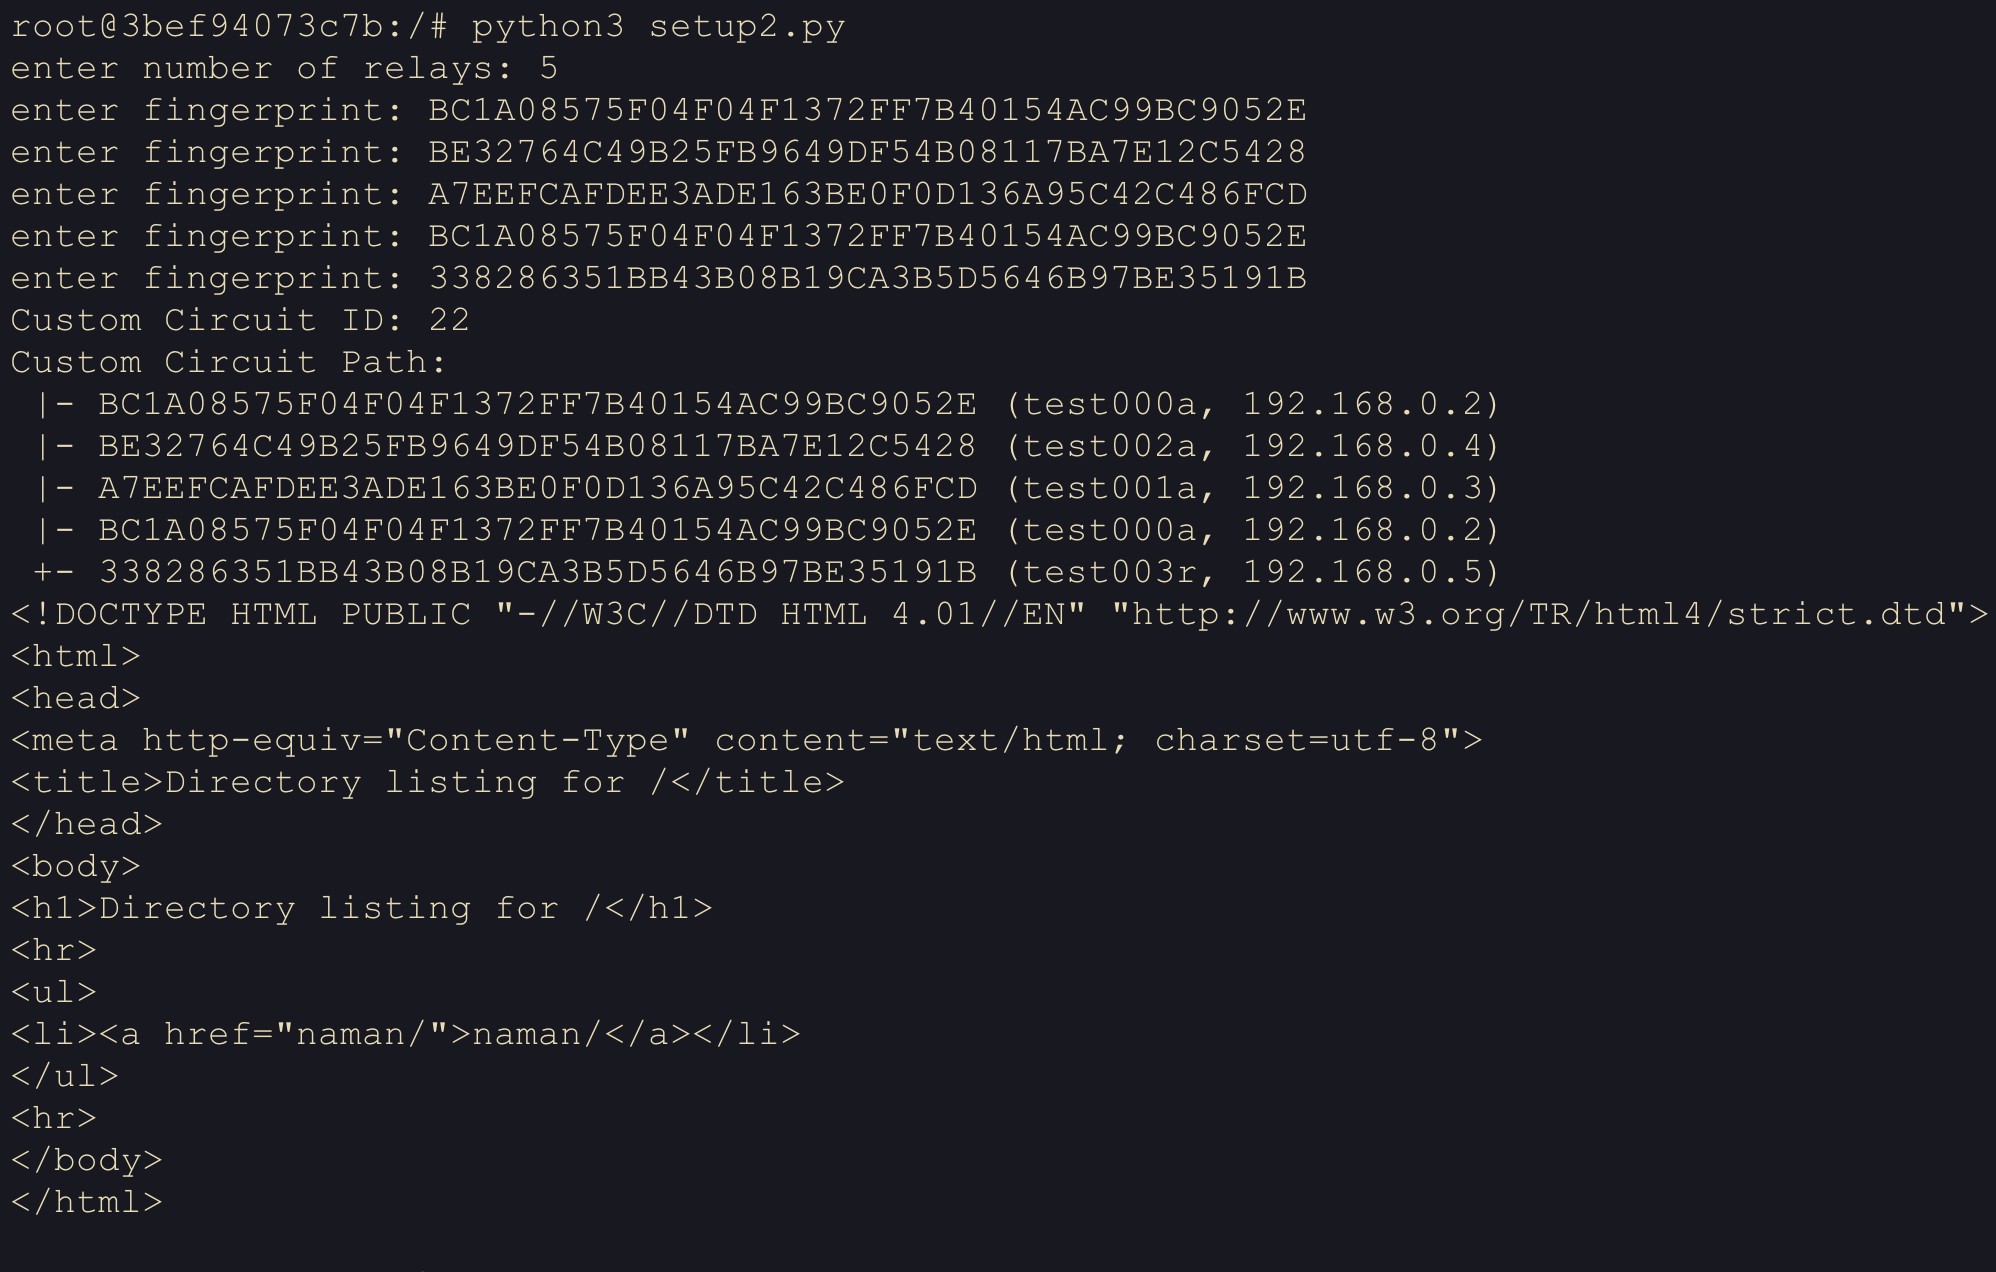 root@3bef94073c7b:/# python3 setup2.py
enter number of relays: 5
enter fingerprint: BC1A08575F04F04F1372FF7B40154AC99BC9052E
enter fingerprint: BE32764C49B25FB9649DF54B08117BA7E12C5428
enter fingerprint: A7EEFCAFDEE3ADE163BE0F0D136A95C42C486FCD
enter fingerprint: BC1A08575F04F04F1372FF7B40154AC99BC9052E
enter fingerprint: 338286351BB43B08B19CA3B5D5646B97BE35191B
Custom Circuit ID: 22
Custom Circuit Path:
 |- BC1A08575F04F04F1372FF7B40154AC99BC9052E (test000a, 192.168.0.2)
 |- BE32764C49B25FB9649DF54B08117BA7E12C5428 (test002a, 192.168.0.4)
 |- A7EEFCAFDEE3ADE163BE0F0D136A95C42C486FCD (test001a, 192.168.0.3)
 |- BC1A08575F04F04F1372FF7B40154AC99BC9052E (test000a, 192.168.0.2)
 +- 338286351BB43B08B19CA3B5D5646B97BE35191B (test003r, 192.168.0.5)
<!DOCTYPE HTML PUBLIC "-//W3C//DTD HTML 4.01//EN" "http://www.w3.org/TR/html4/strict.dtd">
<html>
<head>
<meta http-equiv="Content-Type" content="text/html; charset=utf-8">
<title>Directory listing for /</title>
</head>
<body>
<h1>Directory listing for /</h1>
<hr>
<ul>
<li><a href="naman/">naman/</a></li>
</ul>
<hr>
</body>
</html>